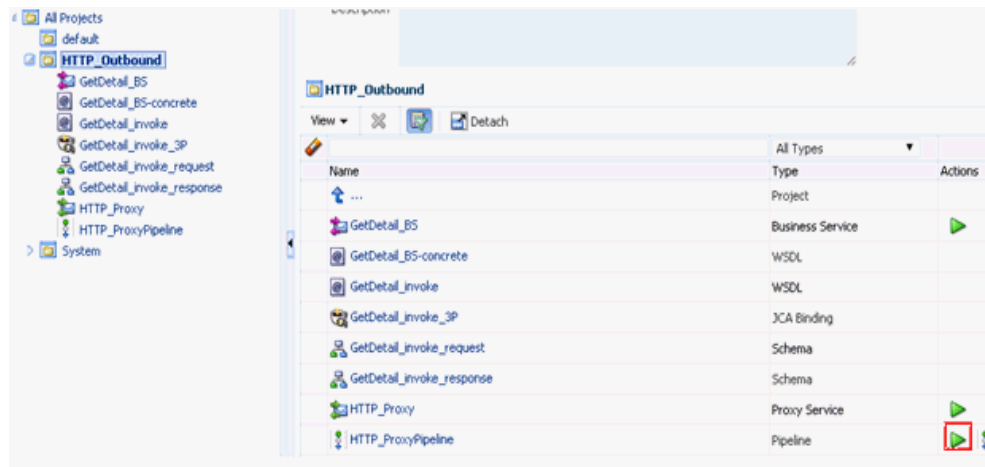 All Projects
default
HTTP_Outbound
GetDetail_BS
GetDetail_BS-concrete
GetDetail_invoke
GetDetail_invoke_3P
GetDetail_invoke_request
GetDetail_invoke_response
HTTP_Proxy
HTTP_ProxyPipeline
System
Description
HTTP_Outbound
View Detach
All Types
Name Type Actions
... Project
GetDetail_BS Business Service
GetDetail_BS-concrete WSDL
GetDetail_invoke WSDL
GetDetail_invoke_3P JCA Binding
GetDetail_invoke_request Schema
GetDetail_invoke_response Schema
HTTP_Proxy Proxy Service
HTTP_ProxyPipeline Pipeline